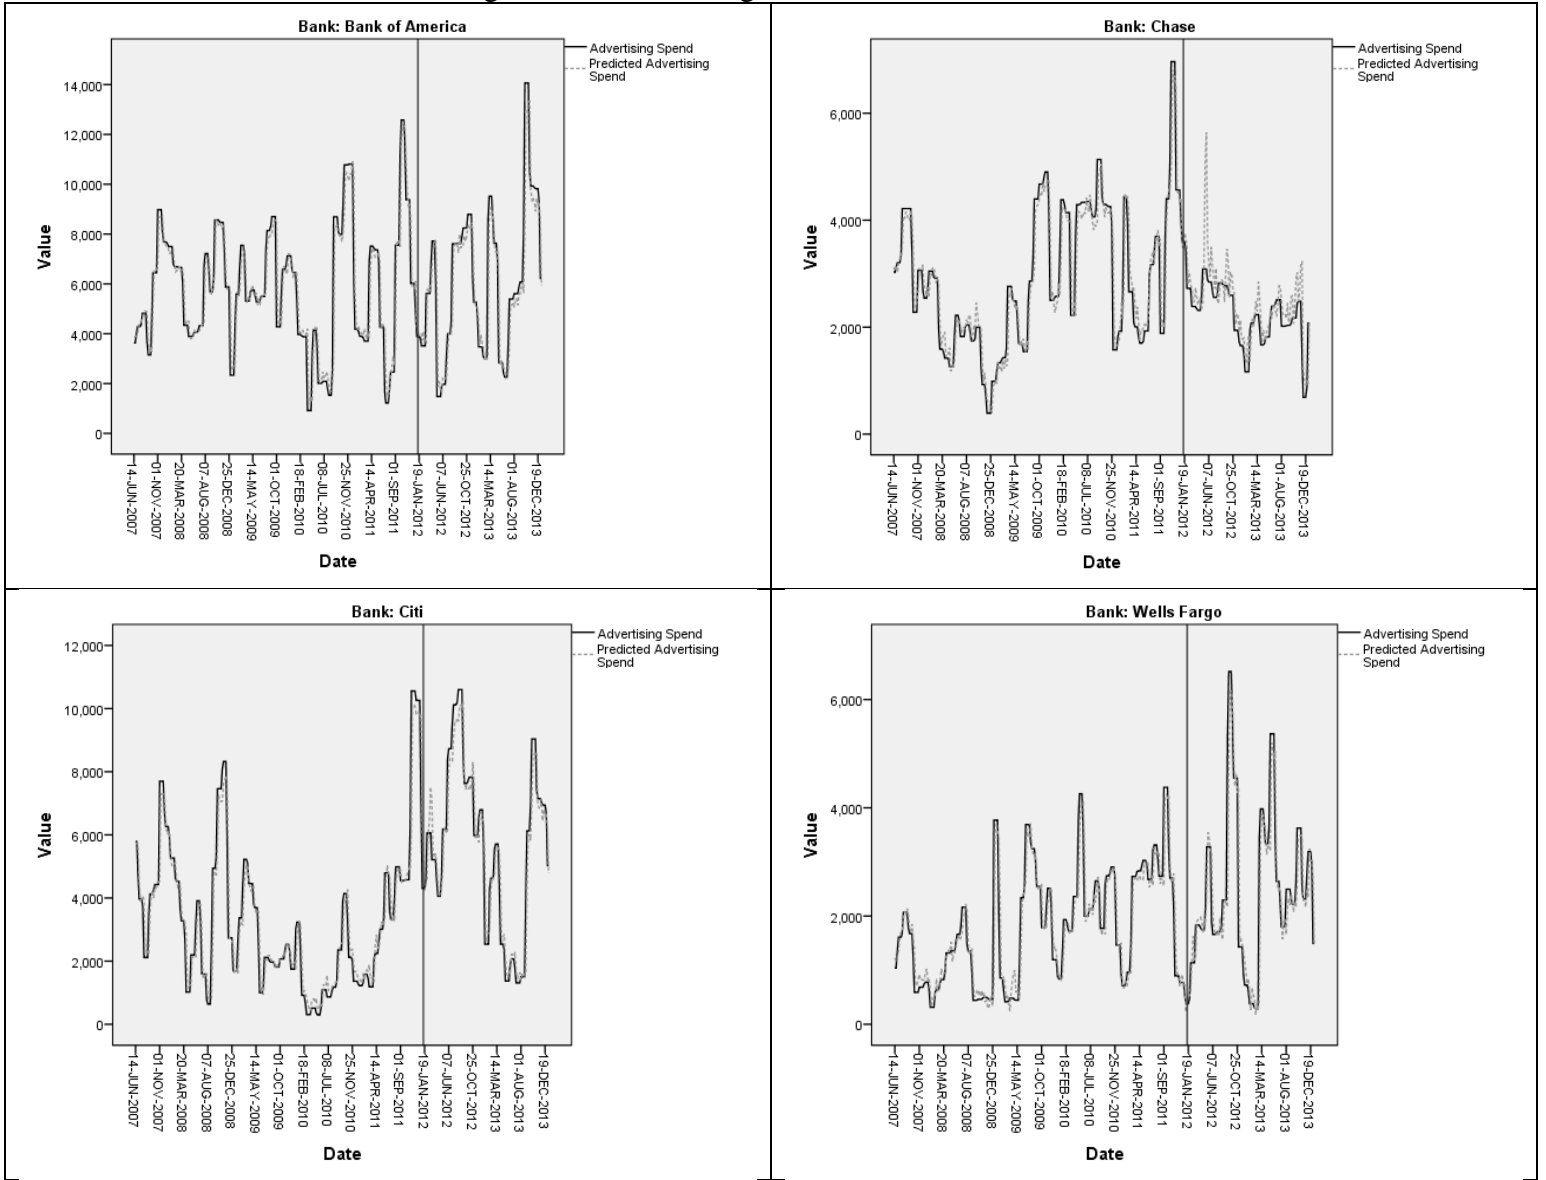 Bank: Bank of America
Advertising Spend
Predicted Advertising
Spend
14,000
12,000
10,000
8,000
6,000
4,000
2,000
0
Value
14-JUN-2007
01-NOV-2007
20-MAR-2008
07-AUG-2008
25-DEC-2008
14-MAY-2009
01-OCT-2009
18-FEB-2010
08-JUL-2010
25-NOV-2010
14-APR-2011
01-SEP-2011
19-JAN-2012
07-JUN-2012
25-OCT-2012
14-MAR-2013
01-AUG-2013
19-DEC-2013
Date
Bank: Chase
Advertising Spend
Predicted Advertising
Spend
6,000
4,000
2,000
0
Value
14-JUN-2007
01-NOV-2007
20-MAR-2008
07-AUG-2008
25-DEC-2008
14-MAY-2009
01-OCT-2009
18-FEB-2010
08-JUL-2010
25-NOV-2010
14-APR-2011
01-SEP-2011
19-JAN-2012
07-JUN-2012
25-OCT-2012
14-MAR-2013
01-AUG-2013
19-DEC-2013
Date
Bank: Citi
Advertising Spend
Predicted Advertising
Spend
12,000
10,000
8,000
6,000
4,000
2,000
0
Value
14-JUN-2007
01-NOV-2007
20-MAR-2008
07-AUG-2008
25-DEC-2008
14-MAY-2009
01-OCT-2009
18-FEB-2010
08-JUL-2010
25-NOV-2010
14-APR-2011
01-SEP-2011
19-JAN-2012
07-JUN-2012
25-OCT-2012
14-MAR-2013
01-AUG-2013
19-DEC-2013
Date
Bank: Wells Fargo
Advertising Spend
Predicted Advertising
Spend
6,000
4,000
2,000
0
Value
14-JUN-2007
01-NOV-2007
20-MAR-2008
07-AUG-2008
25-DEC-2008
14-MAY-2009
01-OCT-2009
18-FEB-2010
08-JUL-2010
25-NOV-2010
14-APR-2011
01-SEP-2011
19-JAN-2012
07-JUN-2012
25-OCT-2012
14-MAR-2013
01-AUG-2013
19-DEC-2013
Date